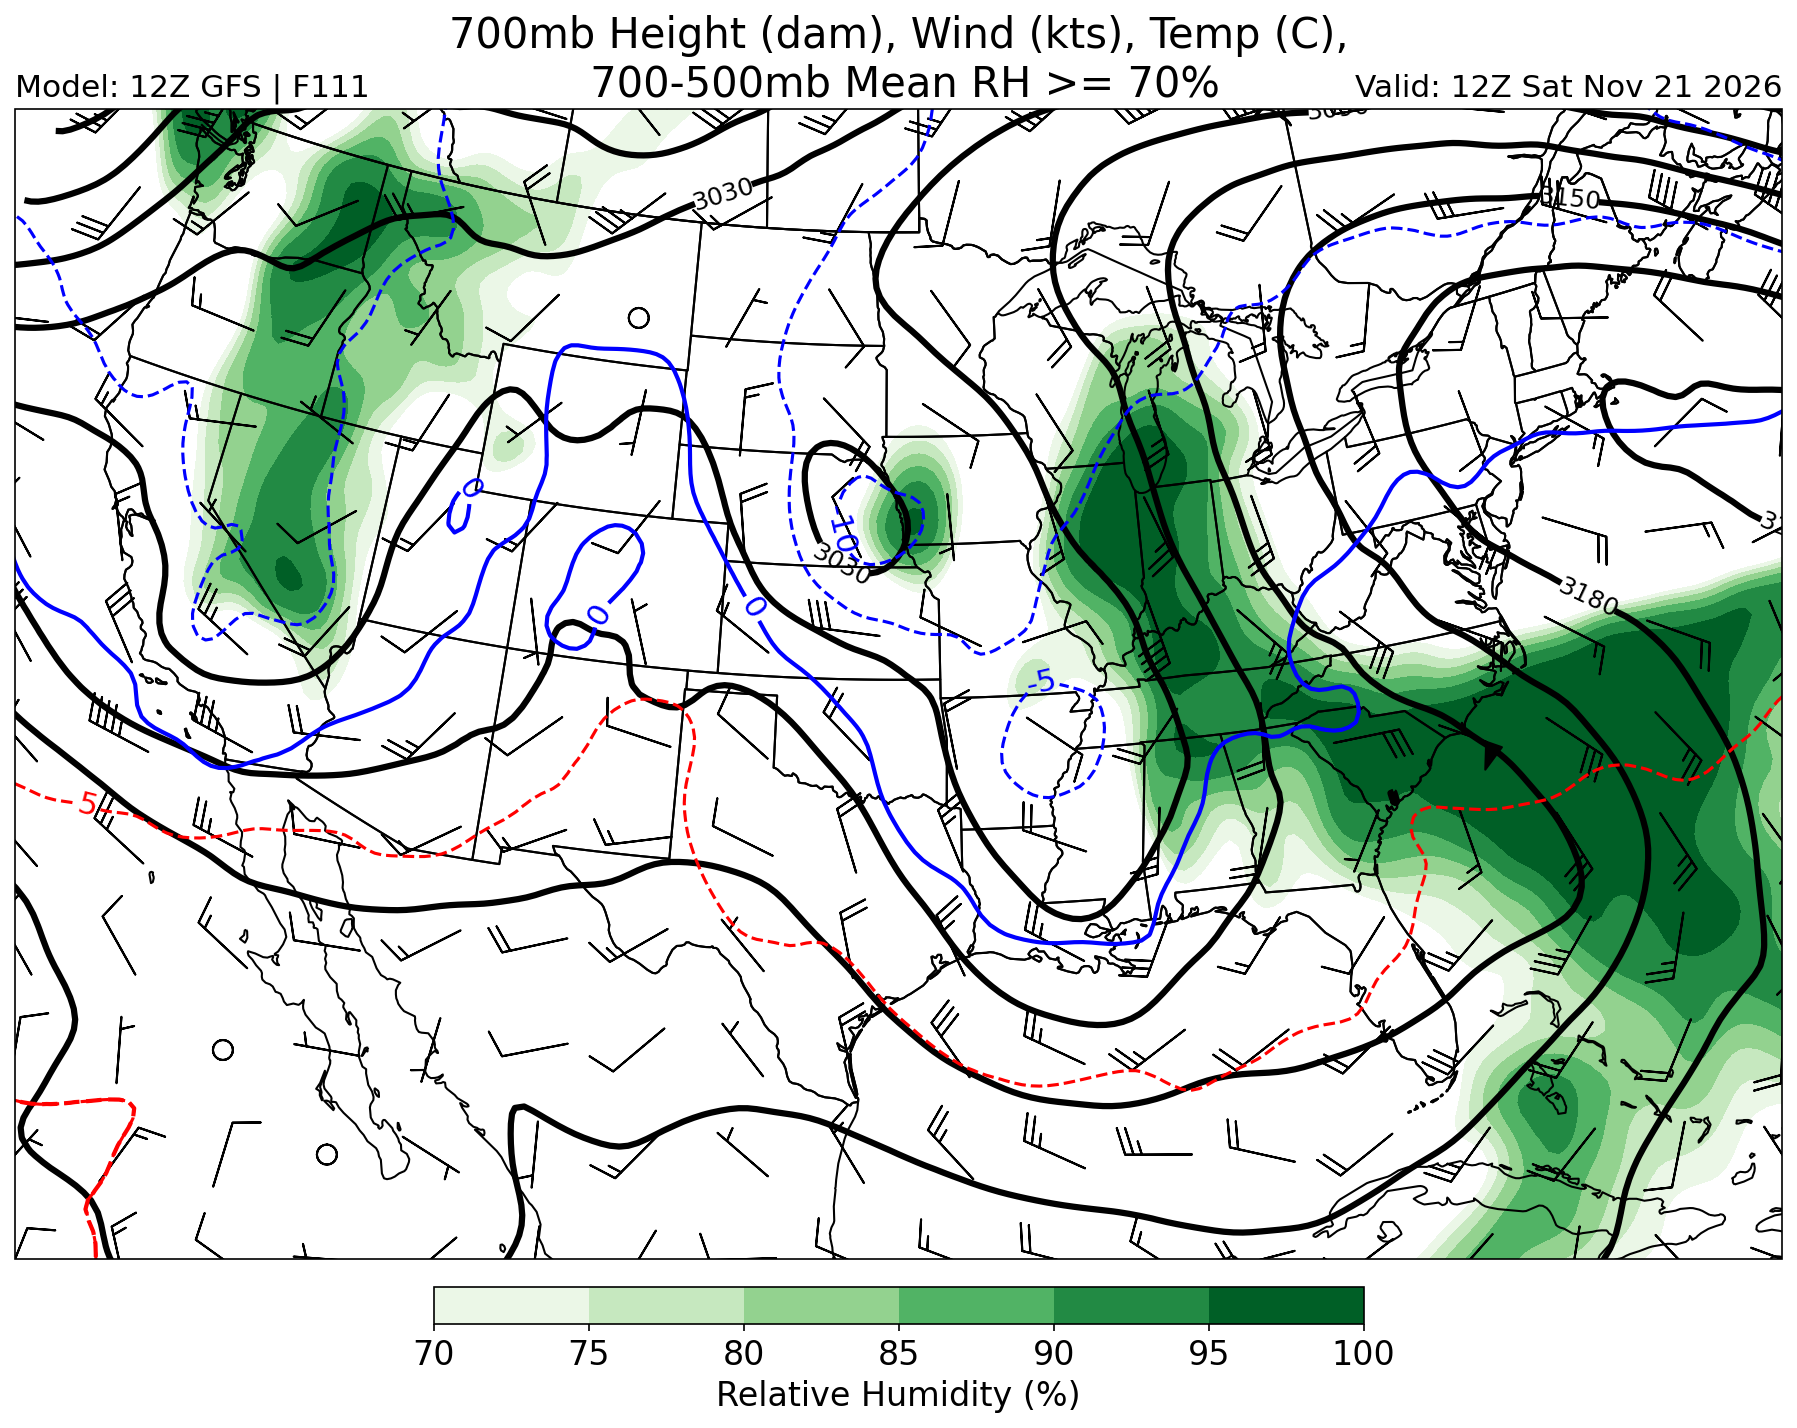 700mb Height (dam), Wind (kts), Temp (C),
Model: 12Z GFS | F111 700-500mb Mean RH >= 70% Valid: 12Z Sat Nov 21 2026
3030
3150
0
-10
3030
0
0
3180
-5
5
70 75 80 85 90 95 100
Relative Humidity (%)